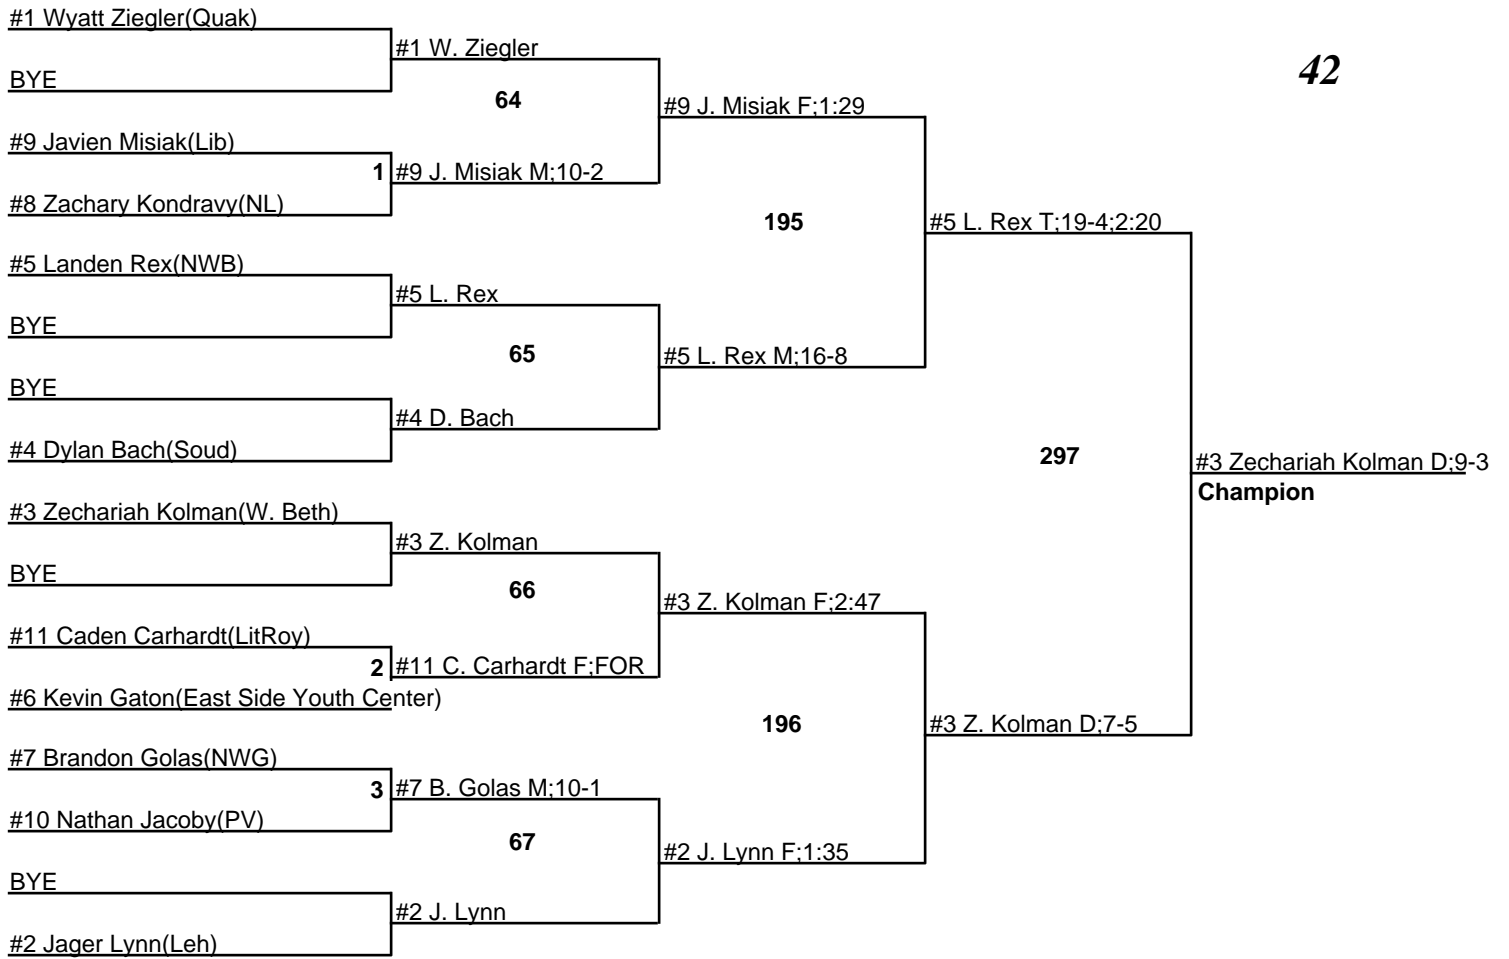 #1 Wyatt Ziegler(Quak)
#1 W. Ziegler
42
BYE
64
#9 J. Misiak F;1:29
#9 Javien Misiak(Lib)
1 #9 J. Misiak M;10-2
#8 Zachary Kondravy(NL)
195
#5 L. Rex T;19-4;2:20
#5 Landen Rex(NWB)
#5 L. Rex
BYE
65
#5 L. Rex M;16-8
BYE
#4 D. Bach
#4 Dylan Bach(Soud)
297
#3 Zechariah Kolman D;9-3
Champion
#3 Zechariah Kolman(W. Beth)
#3 Z. Kolman
BYE
66
#3 Z. Kolman F;2:47
#11 Caden Carhardt(LitRoy)
2 #11 C. Carhardt F;FOR
#6 Kevin Gaton(East Side Youth Center)
196
#3 Z. Kolman D;7-5
#7 Brandon Golas(NWG)
3 #7 B. Golas M;10-1
#10 Nathan Jacoby(PV)
67
#2 J. Lynn F;1:35
BYE
#2 J. Lynn
#2 Jager Lynn(Leh)